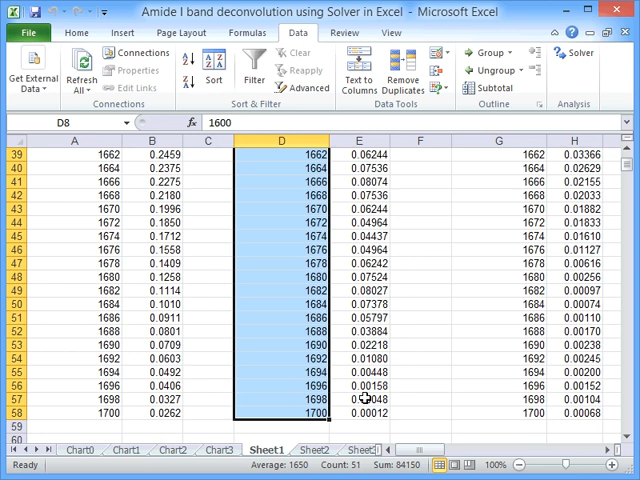 Amide I band deconvolution using Solver in Excel - Microsoft Excel
File Home Insert Page Layout Formulas Data Review View
Get External Data
Refresh All
Connections
Properties
Edit Links
Connections
Sort
Filter
Clear
Reapply
Advanced
Sort & Filter
Text to Columns
Remove Duplicates
Data Tools
Group
Ungroup
Subtotal
Outline
Solver
Analysis
D8 fx 1600
A B C D E F G H
39 1662 0.2459 1662 0.06244 1662 0.03366
40 1664 0.2375 1664 0.07536 1664 0.02629
41 1666 0.2275 1666 0.08074 1666 0.02155
42 1668 0.2180 1668 0.07536 1668 0.02033
43 1670 0.1996 1670 0.06244 1670 0.01882
44 1672 0.1850 1672 0.04964 1672 0.01833
45 1674 0.1712 1674 0.04437 1674 0.01610
46 1676 0.1558 1676 0.04964 1676 0.01127
47 1678 0.1409 1678 0.06242 1678 0.00616
48 1680 0.1258 1680 0.07524 1680 0.00256
49 1682 0.1114 1682 0.08027 1682 0.00097
50 1684 0.1010 1684 0.07378 1684 0.00074
51 1686 0.0911 1686 0.05797 1686 0.00110
52 1688 0.0801 1688 0.03884 1688 0.00170
53 1690 0.0709 1690 0.02218 1690 0.00238
54 1692 0.0603 1692 0.01080 1692 0.00245
55 1694 0.0492 1694 0.00448 1694 0.00200
56 1696 0.0406 1696 0.00158 1696 0.00152
57 1698 0.0327 1698 1698 0.00104
58 1700 0.0262 1700 0.00012 1700 0.00068
59
60
Chart0 Chart1 Chart2 Chart3 Sheet1 Sheet2 Sheet3
Ready Average: 1650 Count: 51 Sum: 84150 100%